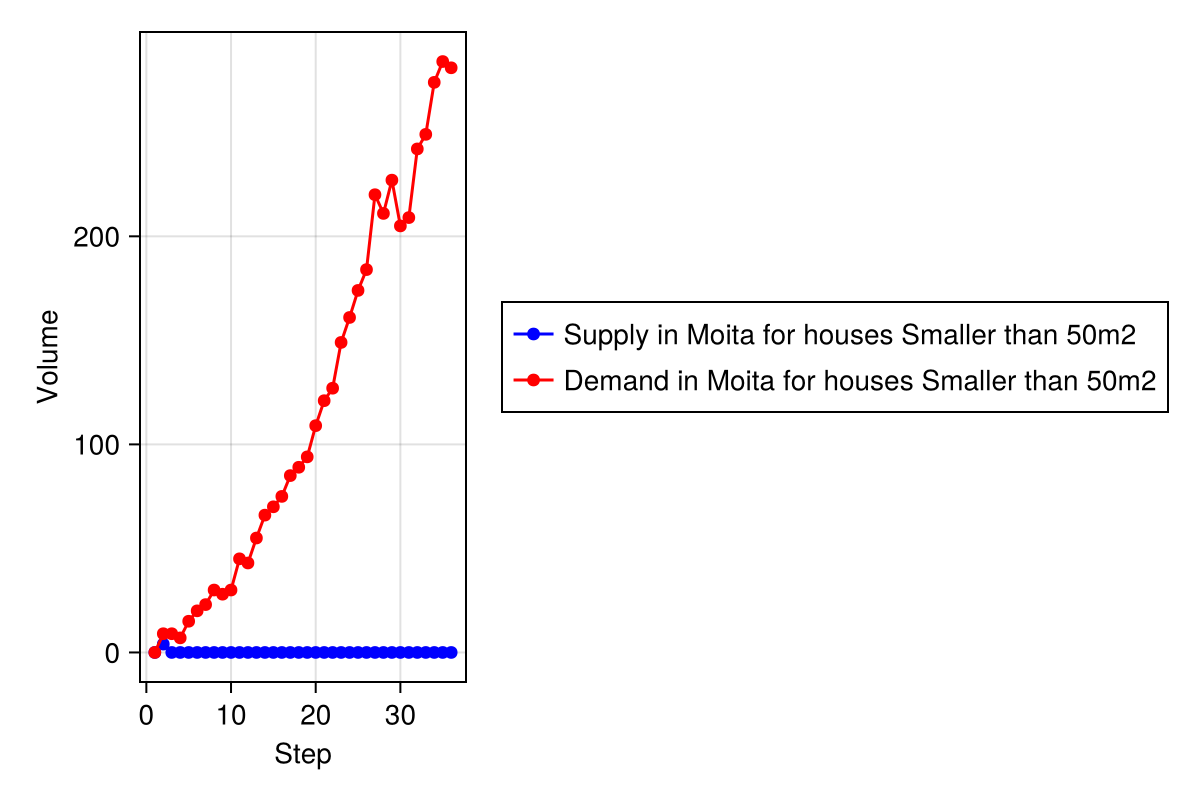 200
100
0
0 10 20 30
Volume
Step
Supply in Moita for houses Smaller than 50m2
Demand in Moita for houses Smaller than 50m2